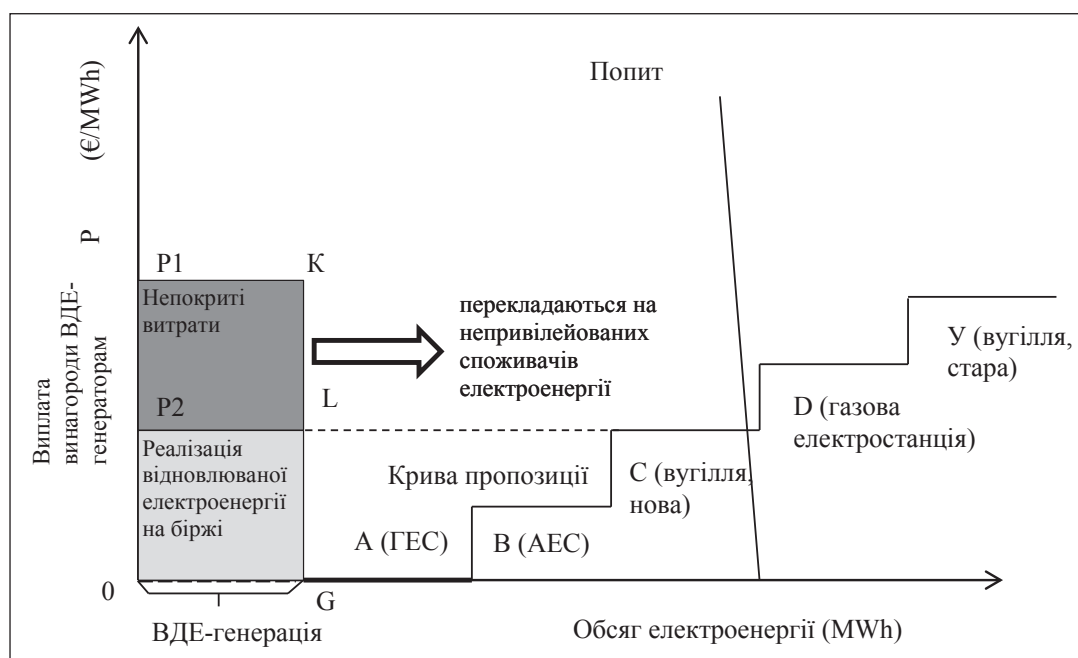 Виплата
винагороди ВДЕ-
генераторам
P (€/MWh)
Попит
P1
K
Непокриті
витрати
перекладаються на
непривілейованих
споживачів
електроенергії
P2
L
Реалізація
відновлюваної
електроенергії
на біржі
Крива пропозиції
A (ГЕС)
B (АЕС)
C (вугілля,
нова)
D (газова
електростанція)
У (вугілля,
стара)
0
G
ВДЕ-генерація
Обсяг електроенергії (MWh)